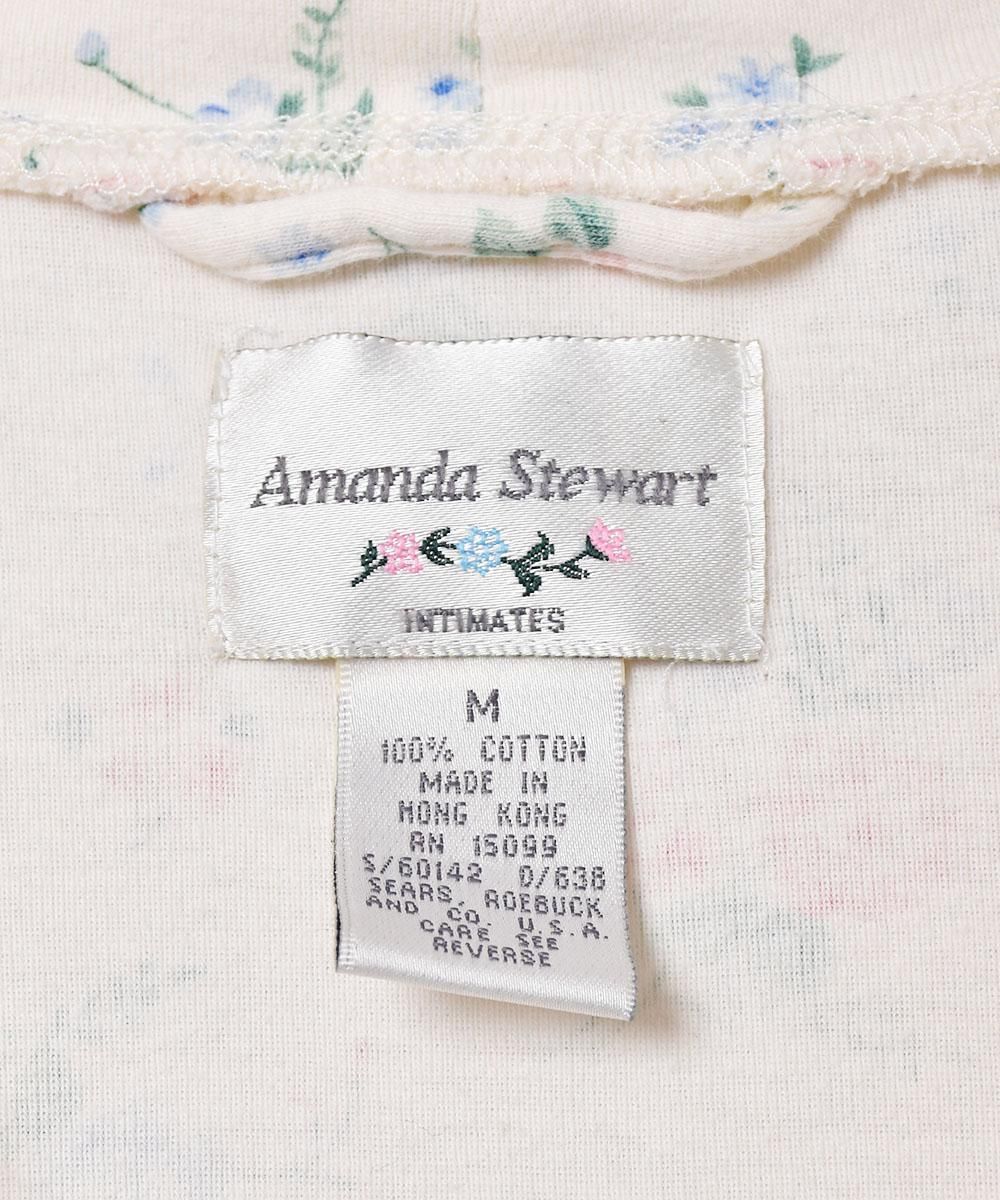 Amanda Stewart
INTIMATES
M
100% COTTON
MADE IN
HONG KONG
RN 15099
S/60142 D/638
SEARS, ROEBUCK
AND CO. U.S.A.
CARE SEE
REVERSE